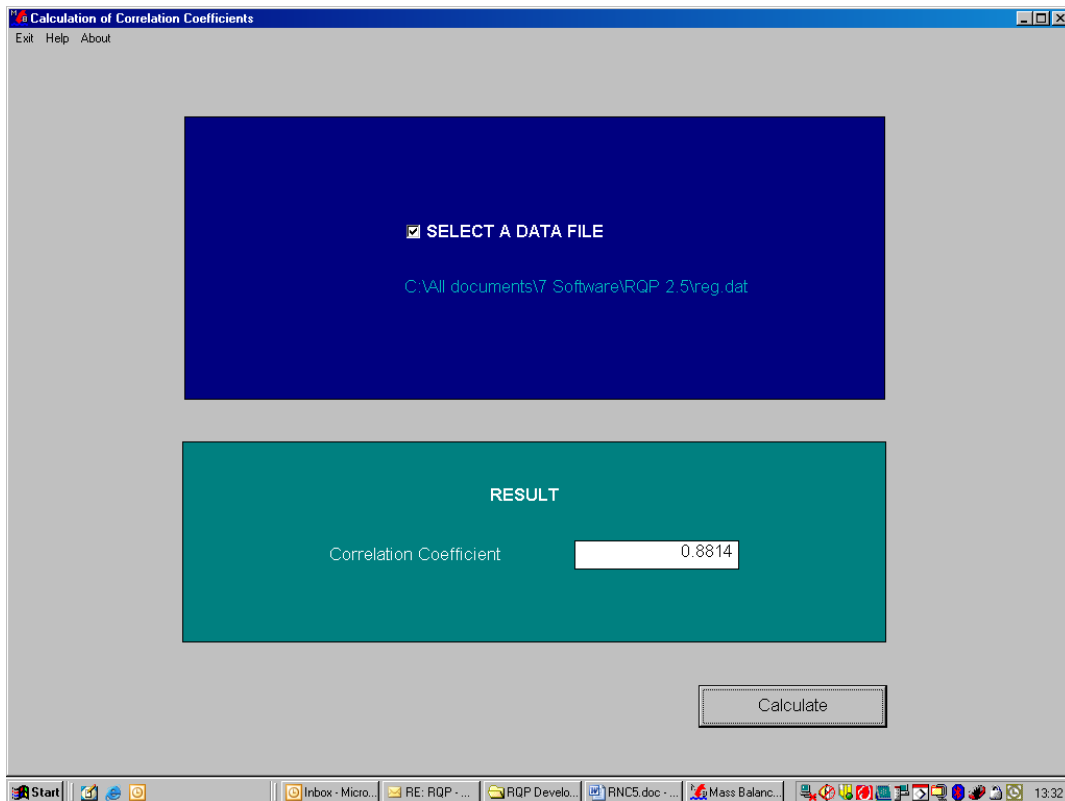 Calculation of Correlation Coefficients
Exit Help About
SELECT A DATA FILE
C:\All documents\7 Software\RQP 2.5\reg.dat
RESULT
Correlation Coefficient 0.8814
Calculate
Start Inbox - Micro... RE: RQP - ... RQP Develo... RNC5.doc - ... Mass Balanc... 13:32